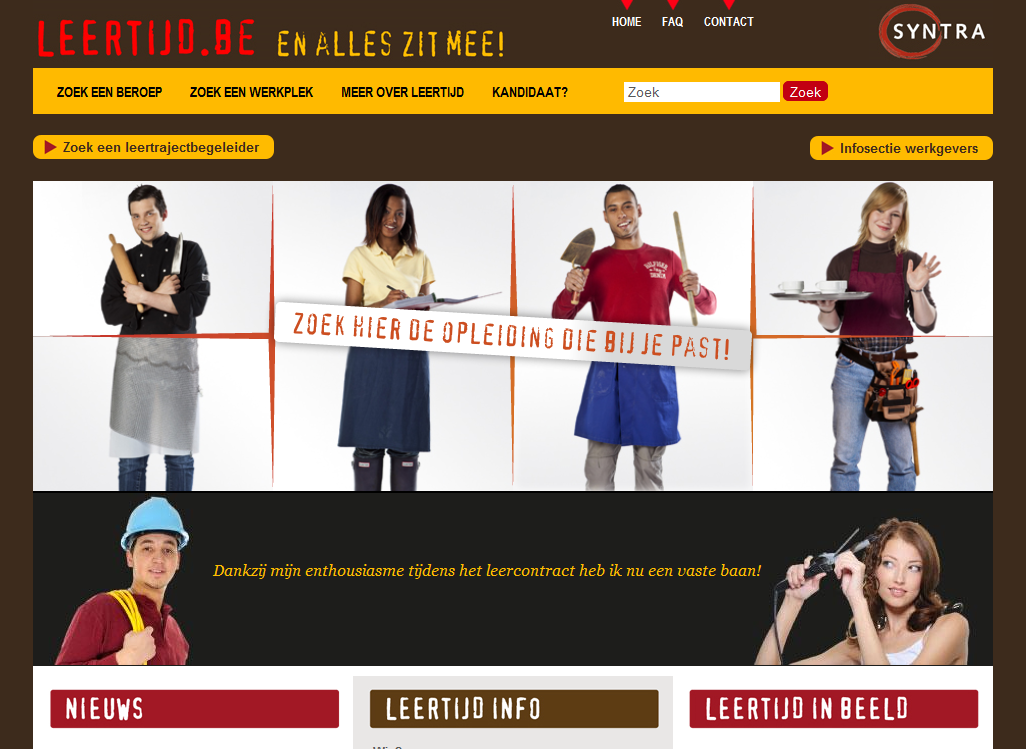 LEERTIJD.BE EN ALLES ZIT MEE!
HOME FAQ CONTACT
SYNTRA
ZOEK EEN BEROEP ZOEK EEN WERKPLEK MEER OVER LEERTIJD KANDIDAAT?
Zoek Zoek
Zoek een leertrajectbegeleider
Infosectie werkgevers
ZOEK HIER DE OPLEIDING DIE BIJ JE PAST!
Dankzij mijn enthousiasme tijdens het leercontract heb ik nu een vaste baan!
NIEUWS LEERTIJD INFO LEERTIJD IN BEELD